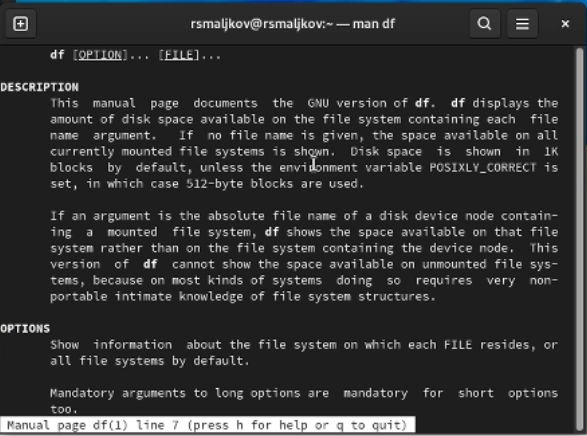 rsmaljkov@rsmaljkov:~ — man df
df [OPTION]... [FILE]...
DESCRIPTION
This manual page documents the GNU version of df. df displays the
amount of disk space available on the file system containing each file
name argument. If no file name is given, the space available on all
currently mounted file systems is shown. Disk space is shown in 1K
blocks by default, unless the environment variable POSIXLY_CORRECT is
set, in which case 512-byte blocks are used.
If an argument is the absolute file name of a disk device node contain-
ing a mounted file system, df shows the space available on that file
system rather than on the file system containing the device node. This
version of df cannot show the space available on unmounted file sys-
tems, because on most kinds of systems doing so requires very non-
portable intimate knowledge of file system structures.
OPTIONS
Show information about the file system on which each FILE resides, or
all file systems by default.
Mandatory arguments to long options are mandatory for short options
too.
Manual page df(1) line 7 (press h for help or q to quit)